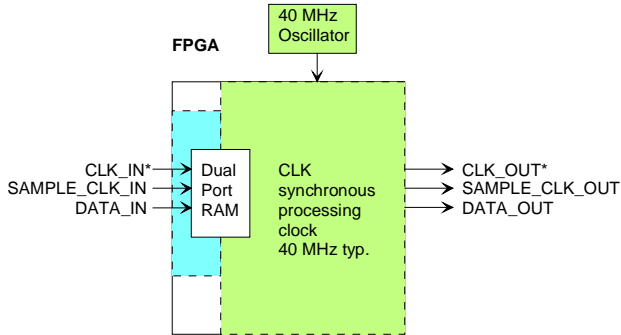 40 MHz
Oscillator
FPGA
CLK_IN*
SAMPLE_CLK_IN
DATA_IN
Dual
Port
RAM
CLK
synchronous
processing
clock
40 MHz typ.
CLK_OUT*
SAMPLE_CLK_OUT
DATA_OUT